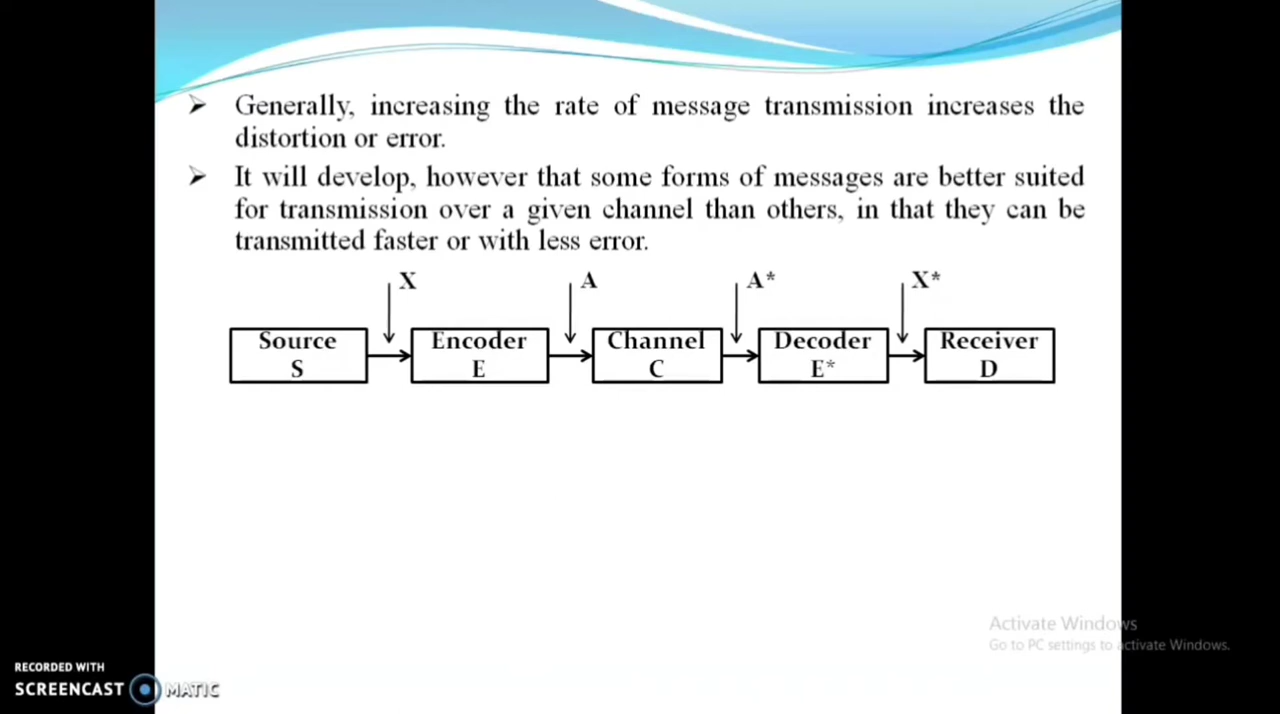 Generally, increasing the rate of message transmission increases the
distortion or error.
It will develop, however that some forms of messages are better suited
for transmission over a given channel than others, in that they can be
transmitted faster or with less error.
X A A* X*
Source Encoder Channel Decoder Receiver
S E C E* D
Activate Windows
Go to PC settings to activate Windows.
RECORDED WITH
SCREENCAST MATIC